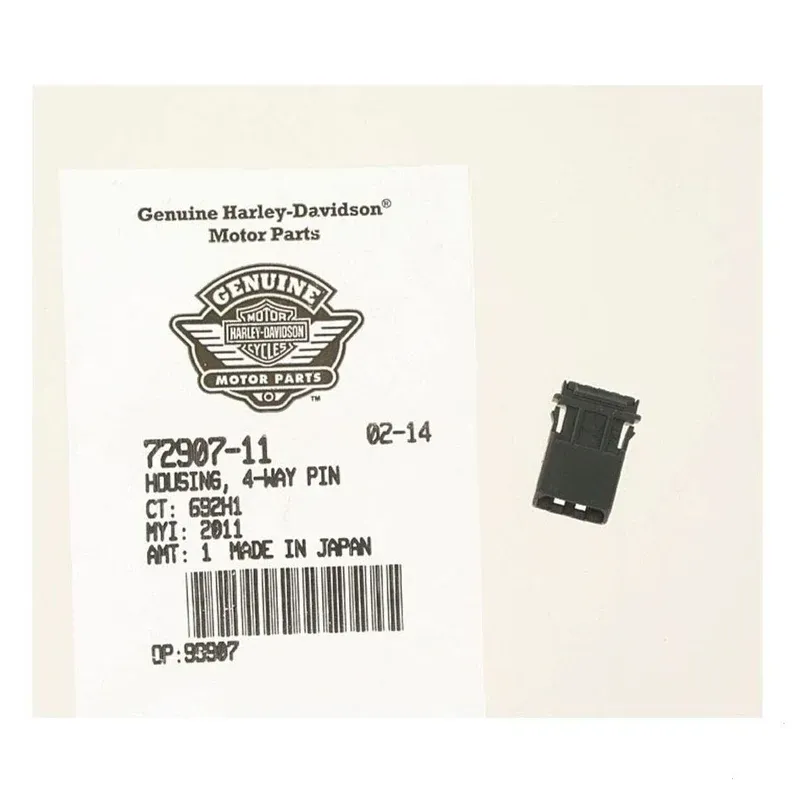 Genuine Harley-Davidson®
Motor Parts
GENUINE
MOTOR
HARLEY-DAVIDSON
CYCLES
MOTOR PARTS
™
02-14
72907-11
HOUSING, 4-WAY PIN
CT: 692H1
MYI: 2011
AMT: 1 MADE IN JAPAN
OP:99907